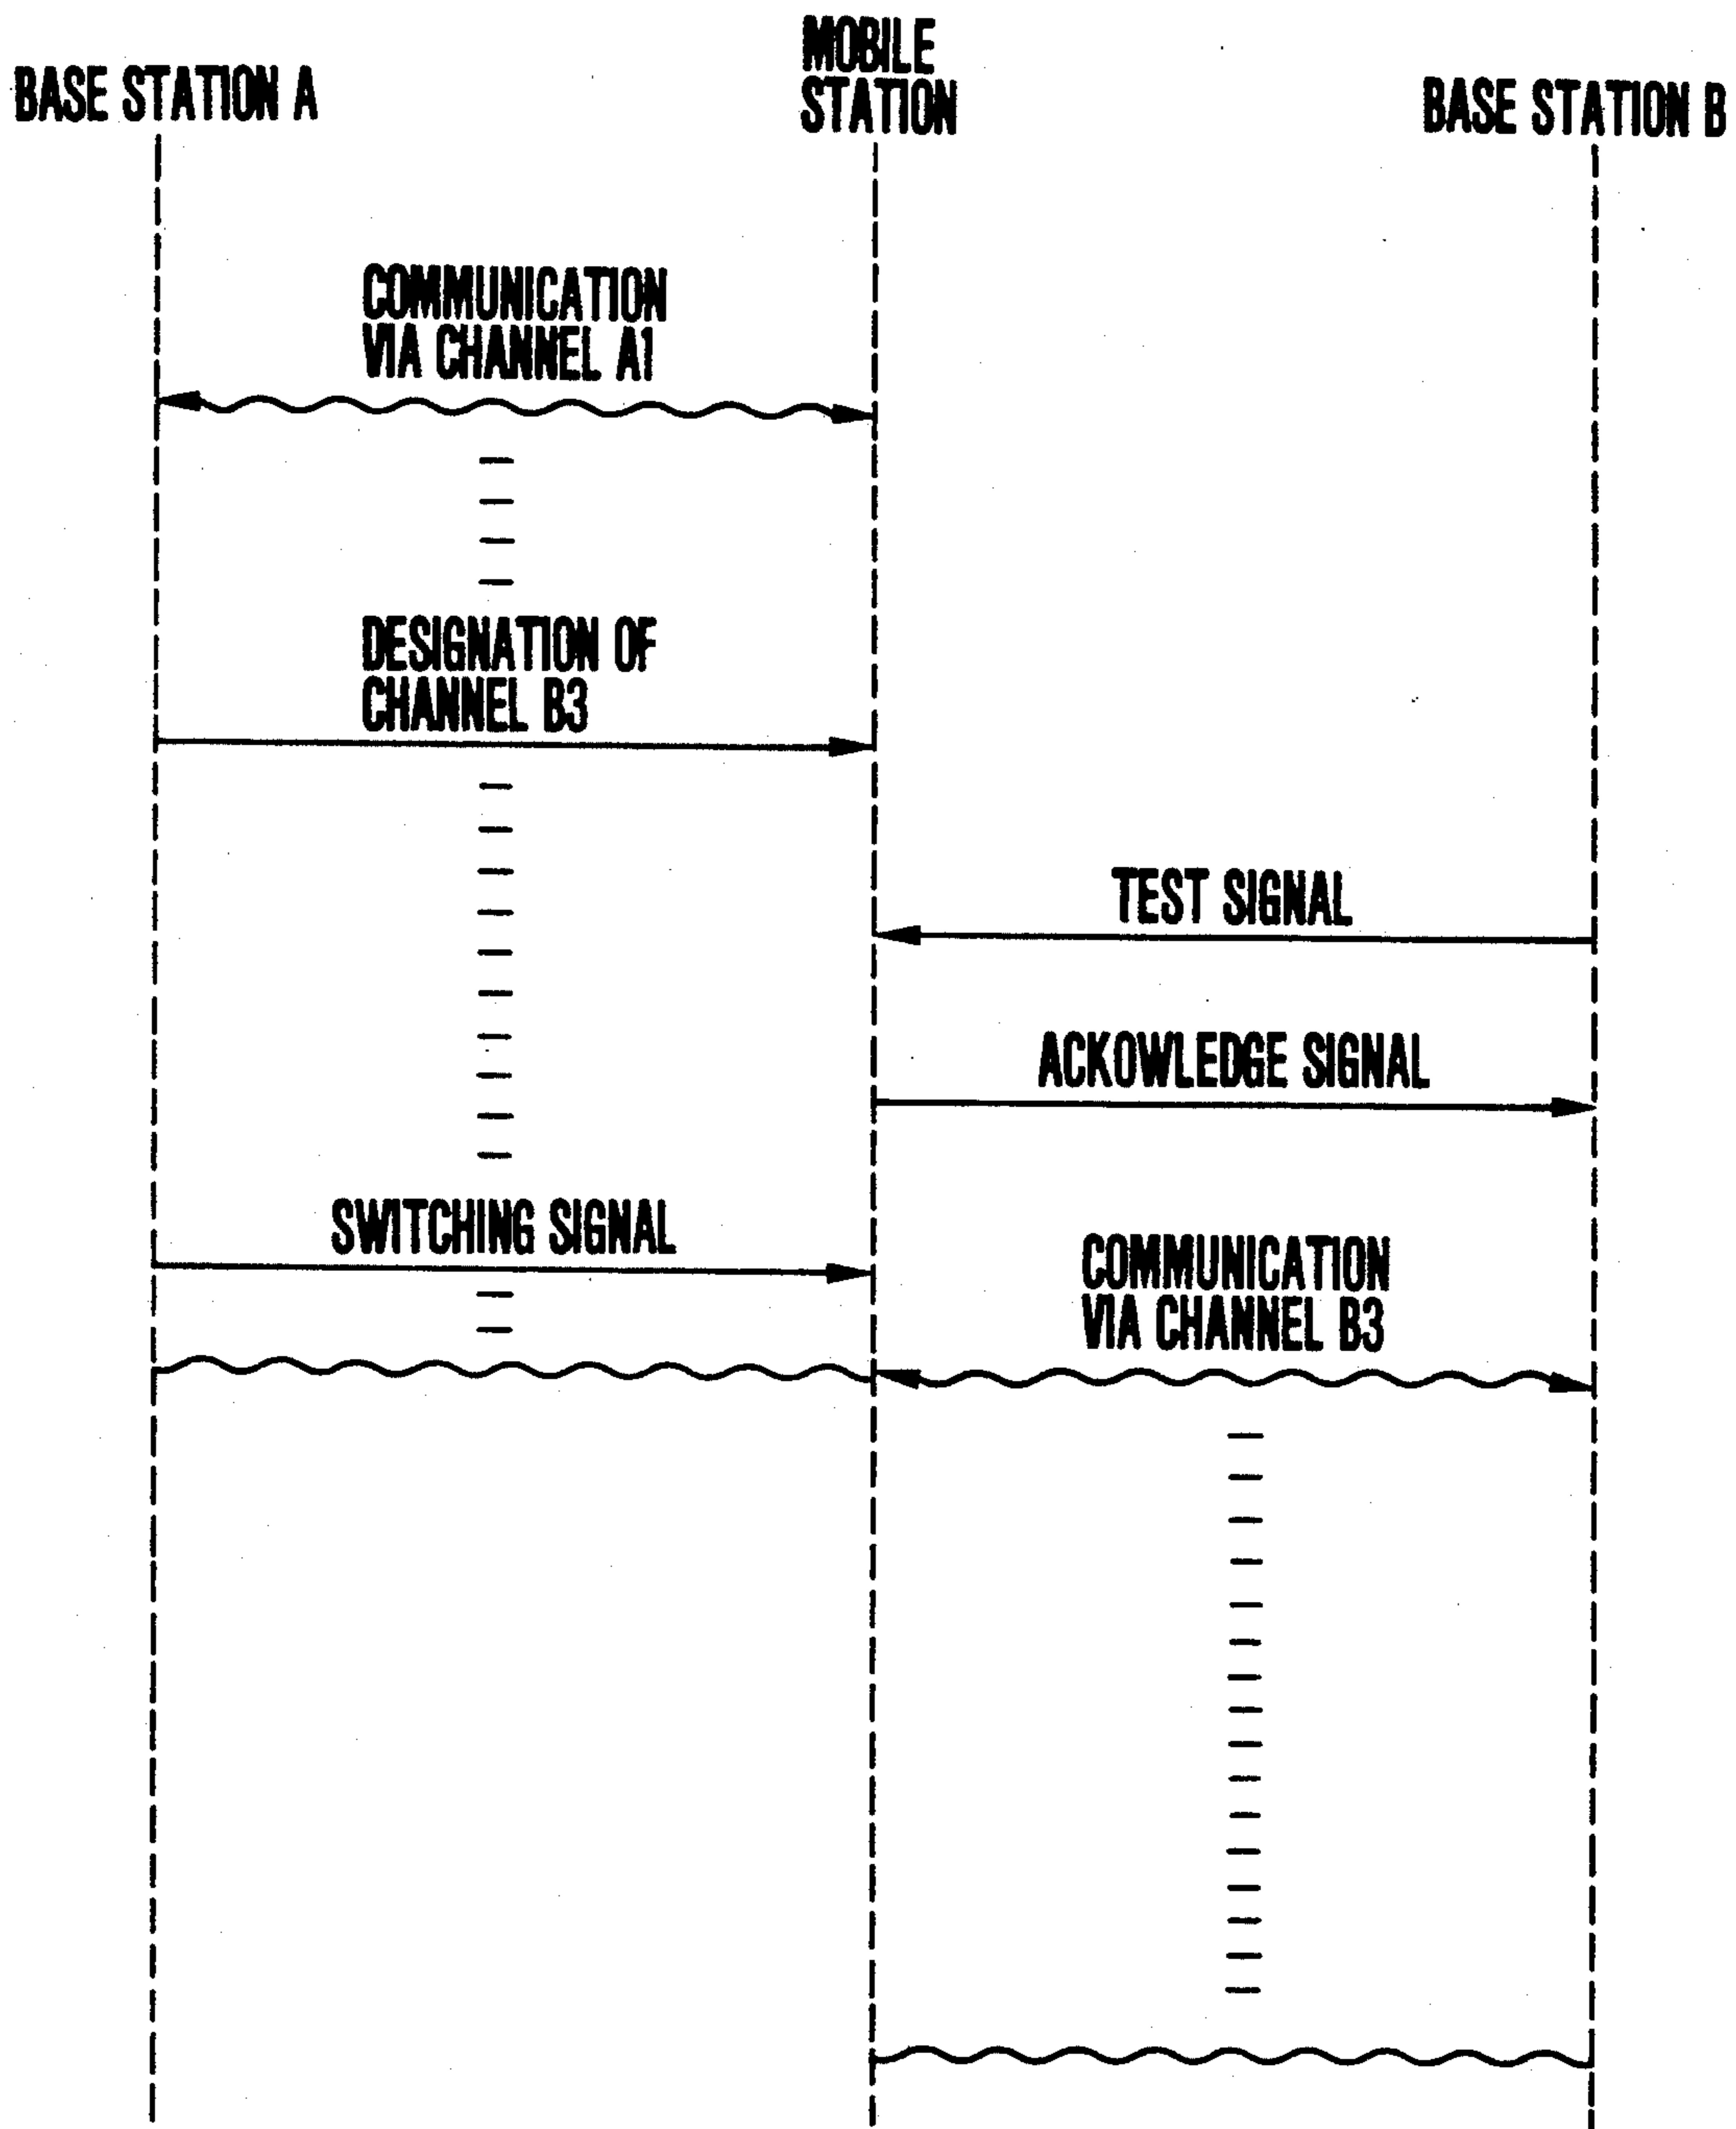 BASE STATION A
MOBILE
STATION
BASE STATION B
COMMUNICATION
VIA CHANNEL A1
DESIGNATION OF
CHANNEL B3
TEST SIGNAL
ACKOWLEDGE SIGNAL
SWITCHING SIGNAL
COMMUNICATION
VIA CHANNEL B3